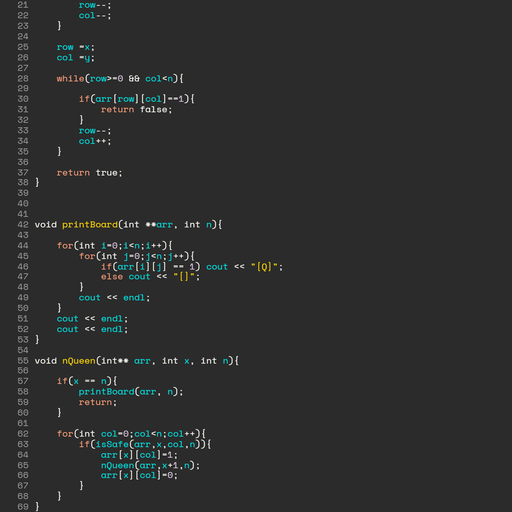 21 row--;
22 col--;
23 }
24
25 row =x;
26 col =y;
27
28 while(row>=0 && col<n){
29
30 if(arr[row][col]==1){
31 return false;
32 }
33 row--;
34 col++;
35 }
36
37 return true;
38 }
39
40
41
42 void printBoard(int **arr, int n){
43
44 for(int i=0;i<n;i++){
45 for(int j=0;j<n;j++){
46 if(arr[i][j] == 1) cout << "[Q]";
47 else cout << "[]";
48 }
49 cout << endl;
50 }
51 cout << endl;
52 cout << endl;
53 }
54
55 void nQueen(int** arr, int x, int n){
56
57 if(x == n){
58 printBoard(arr, n);
59 return;
60 }
61
62 for(int col=0;col<n;col++){
63 if(isSafe(arr,x,col,n)){
64 arr[x][col]=1;
65 nQueen(arr,x+1,n);
66 arr[x][col]=0;
67 }
68 }
69 }